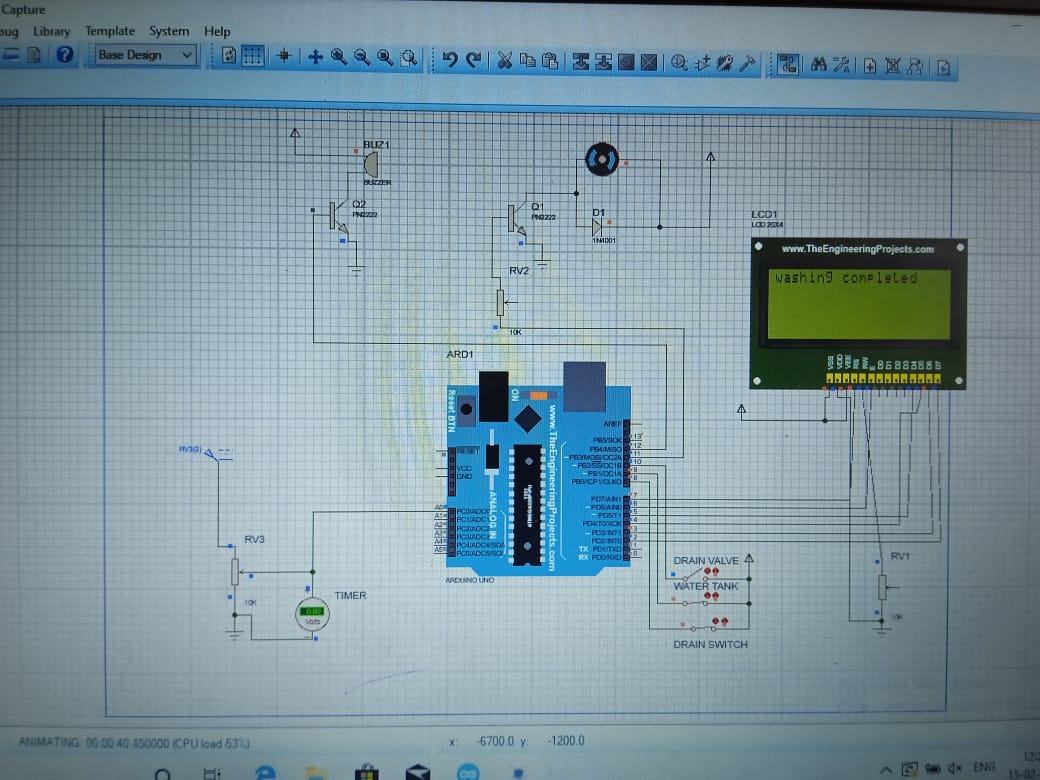 Capture
bug Library Template System Help
Base Design
BUZ1
BUZZER
Q2
PN2222
Q1
PN2222
D1
1N4001
RV2
10K
LCD1
LCD 20X4
www.TheEngineeringProjects.com
washing completed
VSS
VDD
VEE
RS
RW
E
D0
D1
D2
D3
D4
D5
D6
D7
ARD1
Reset BTN
ON
www.TheEngineeringProjects.com
ANALOG IN
AREF
PB5/SCK
PB4/MISO
PB3/MOSI/OC2A
PB2/SS/OC1B
PB1/OC1A
PB0/ICP1/CLKO
PD7/AIN1
PD6/AIN0
PD5/T1
PD4/T0/XCK
PD3/INT1
PD2/INT0
TX PD1/TXD
RX PD0/RXD
13
12
11
10
9
8
7
6
5
4
3
2
1
0
RESET
VCC
GND
A0
A1
A2
A3
A4
A5
PC0/ADC0
PC1/ADC1
PC2/ADC2
PC3/ADC3
PC4/ADC4/SDA
PC5/ADC5/SCL
ARDUINO UNO
RV3(2)
RV3
10K
TIMER
0.00
Volts
DRAIN VALVE
WATER TANK
DRAIN SWITCH
RV1
10K
ANIMATING: 00:00:40.450000 (CPU load 53%)
x: -6700.0 y: -1200.0
ENG